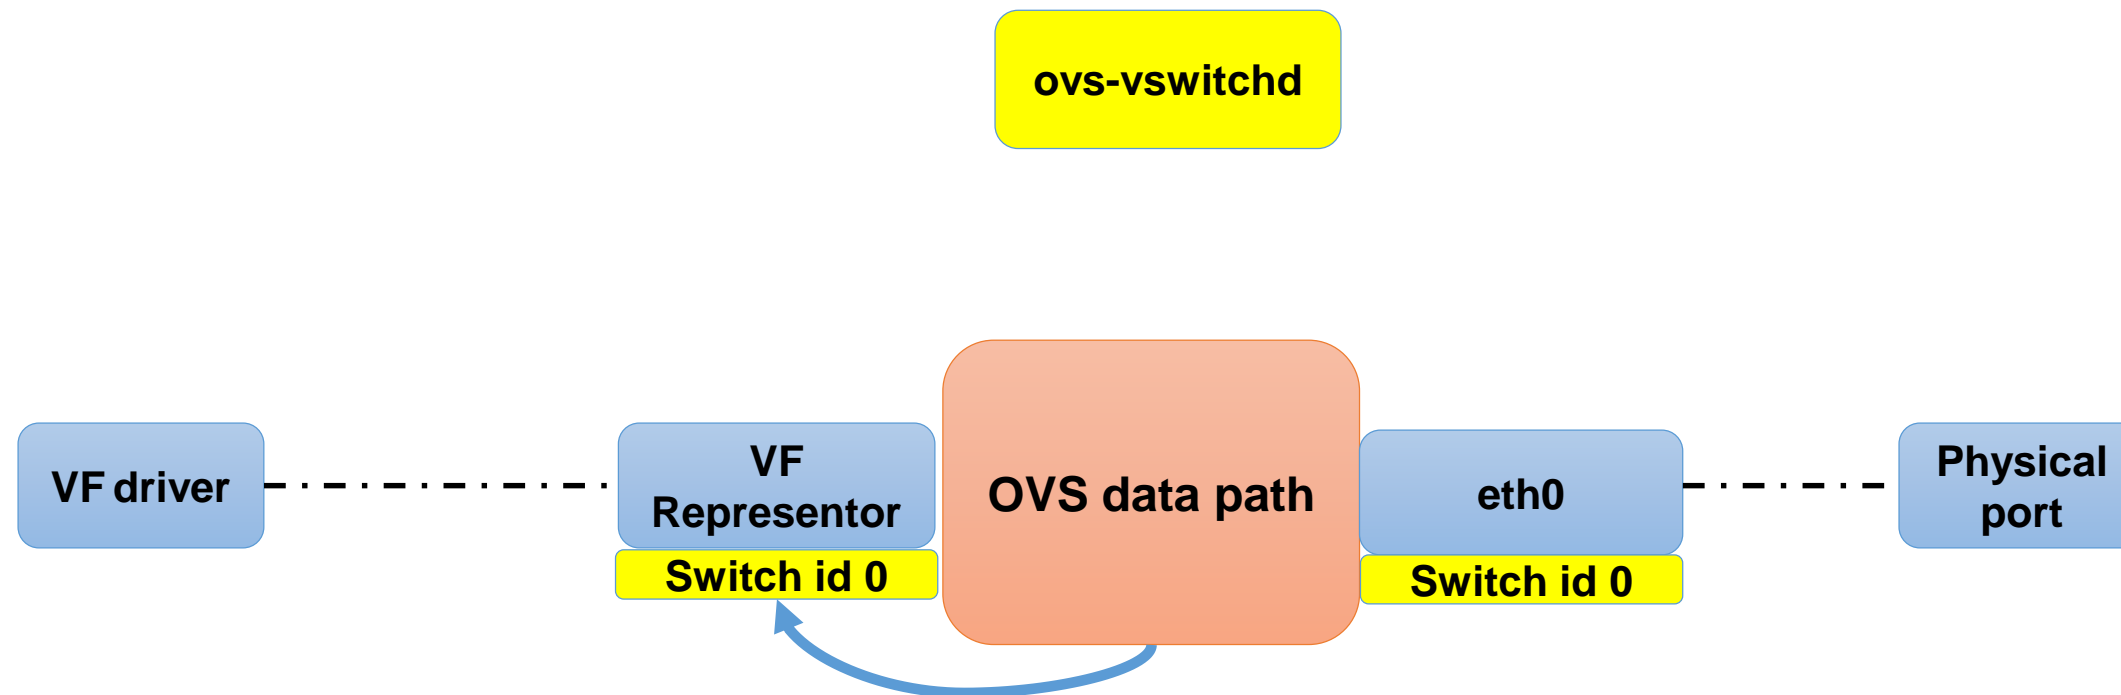 ovs-vswitchd
VF driver
VF
Representor
Switch id 0
OVS data path
eth0
Switch id 0
Physical
port